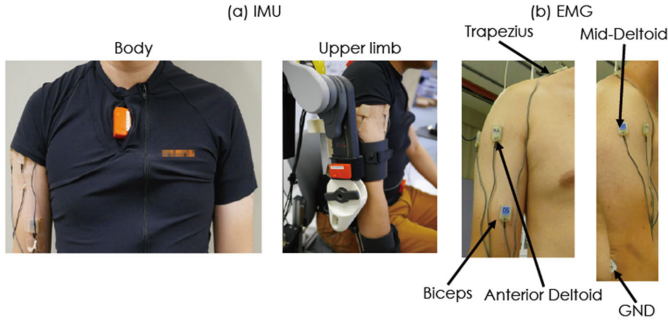 (a) IMU
(b) EMG
Body
Upper limb
Trapezius
Mid-Deltoid
Biceps
Anterior Deltoid
GND